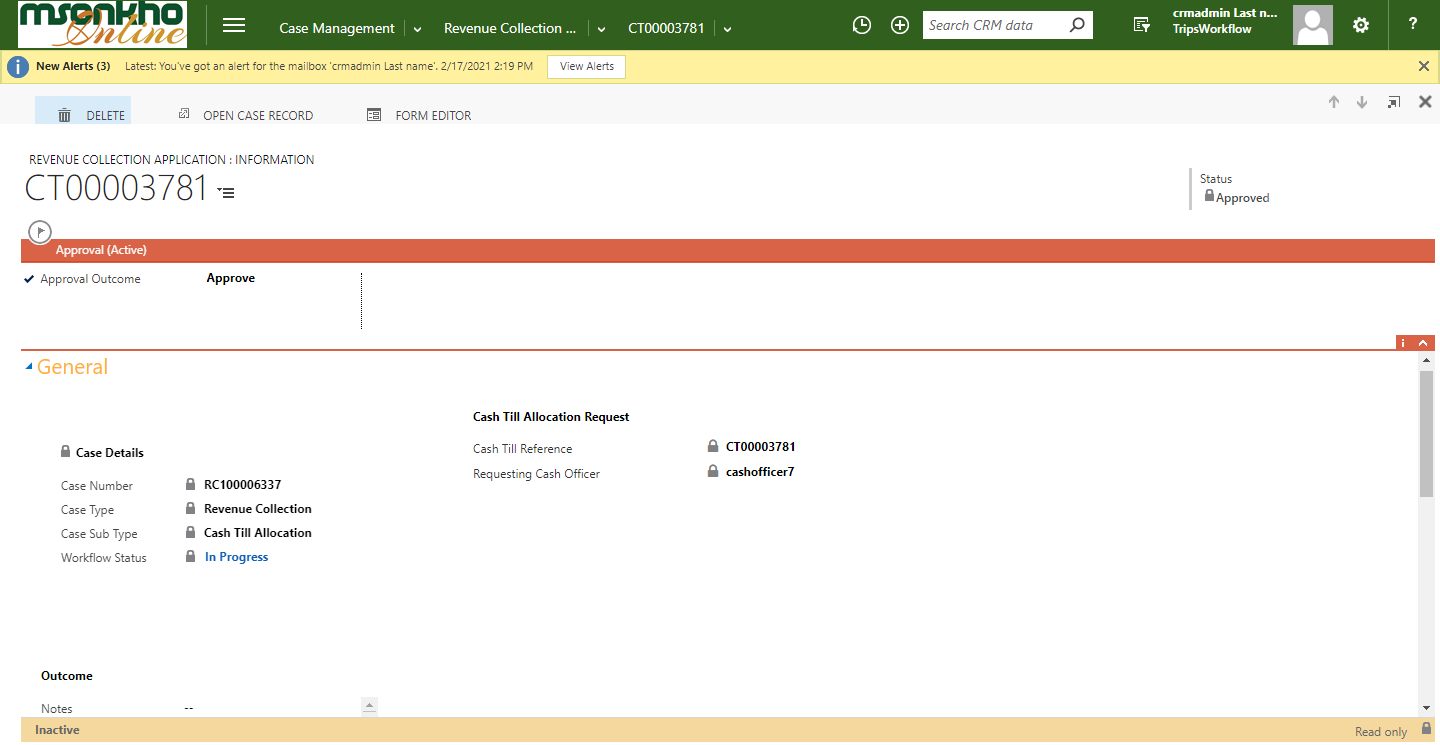 msonkho
Online
Case Management
Revenue Collection ...
CT00003781
Search CRM data
crmadmin Last n...
TripsWorkflow
?
New Alerts (3) Latest: You've got an alert for the mailbox 'crmadmin Last name'. 2/17/2021 2:19 PM View Alerts
DELETE OPEN CASE RECORD FORM EDITOR
REVENUE COLLECTION APPLICATION : INFORMATION
CT00003781
Status
Approved
Approval (Active)
Approval Outcome Approve
General
Cash Till Allocation Request
Cash Till Reference CT00003781
Requesting Cash Officer cashofficer7
Case Details
Case Number RC100006337
Case Type Revenue Collection
Case Sub Type Cash Till Allocation
Workflow Status In Progress
Outcome
Notes --
Inactive Read only